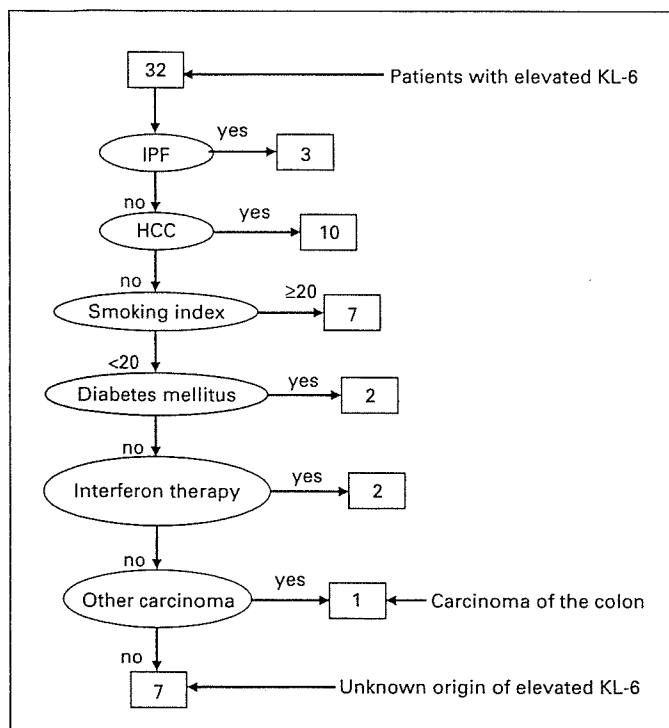 32
Patients with elevated KL-6
yes
IPF
3
no
yes
HCC
10
no
≥20
Smoking index
7
<20
yes
Diabetes mellitus
2
no
yes
Interferon therapy
2
no
yes
Other carcinoma
1
Carcinoma of the colon
no
7
Unknown origin of elevated KL-6